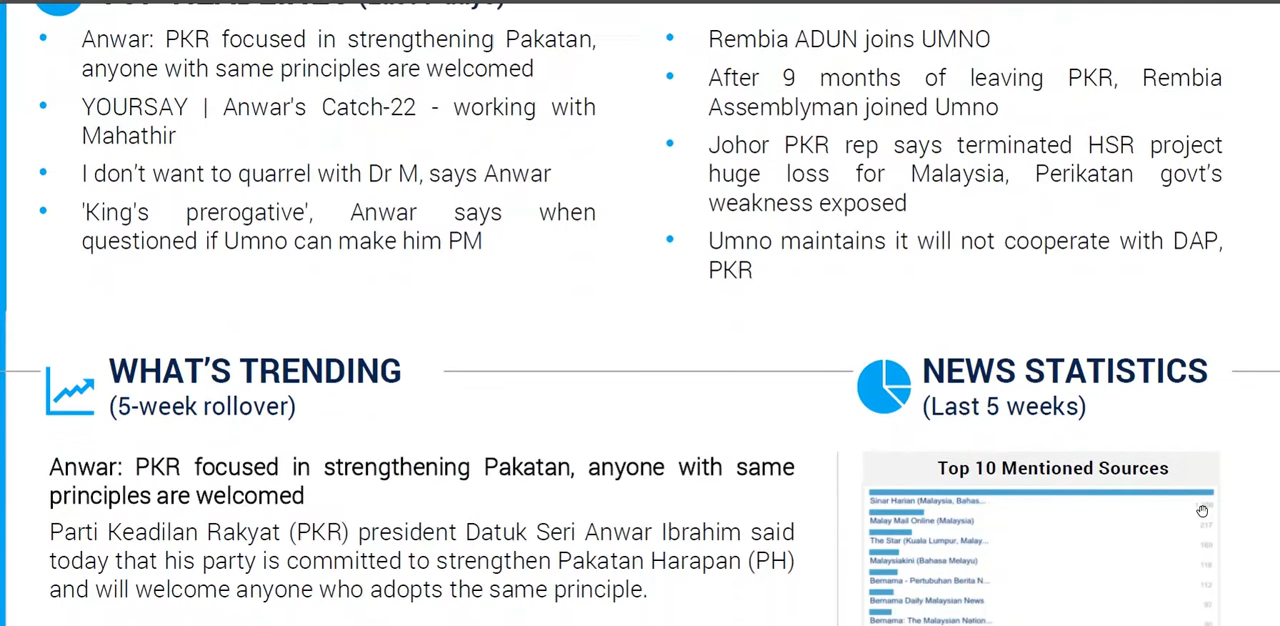 Anwar: PKR focused in strengthening Pakatan,
anyone with same principles are welcomed
YOURSAY | Anwar's Catch-22 - working with
Mahathir
I don't want to quarrel with Dr M, says Anwar
'King's prerogative', Anwar says when
questioned if Umno can make him PM
Rembia ADUN joins UMNO
After 9 months of leaving PKR, Rembia
Assemblyman joined Umno
Johor PKR rep says terminated HSR project
huge loss for Malaysia, Perikatan govt's
weakness exposed
Umno maintains it will not cooperate with DAP,
PKR
WHAT'S TRENDING
(5-week rollover)
Anwar: PKR focused in strengthening Pakatan, anyone with same
principles are welcomed
Parti Keadilan Rakyat (PKR) president Datuk Seri Anwar Ibrahim said
today that his party is committed to strengthen Pakatan Harapan (PH)
and will welcome anyone who adopts the same principle.
NEWS STATISTICS
(Last 5 weeks)
Top 10 Mentioned Sources
Sinar Harian (Malaysia, Bahas...
Malay Mail Online (Malaysia)
217
The Star (Kuala Lumpur, Malay...
169
Malaysiakini (Bahasa Melayu)
118
Bernama - Pertubuhan Berita N...
112
Bernama Daily Malaysian News
Bernama: The Malaysian Nation...